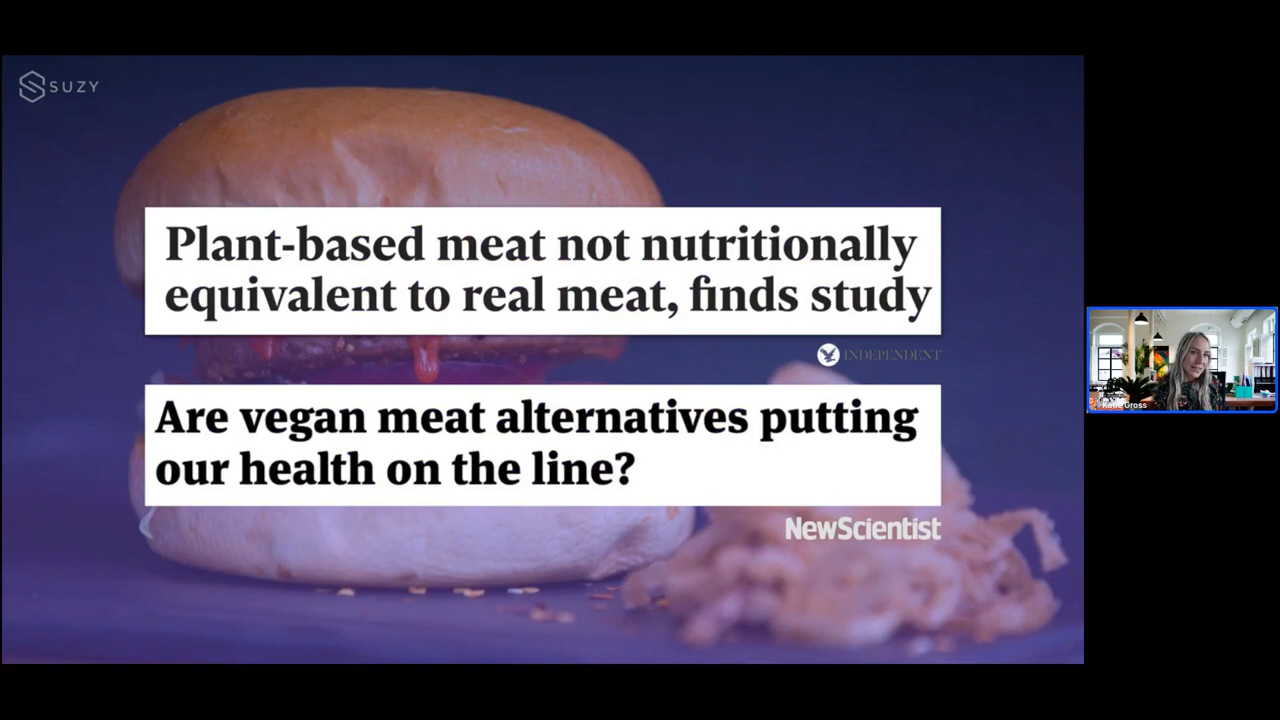 SUZY
Plant-based meat not nutritionally
equivalent to real meat, finds study
INDEPENDENT
Are vegan meat alternatives putting
our health on the line?
NewScientist
Gross